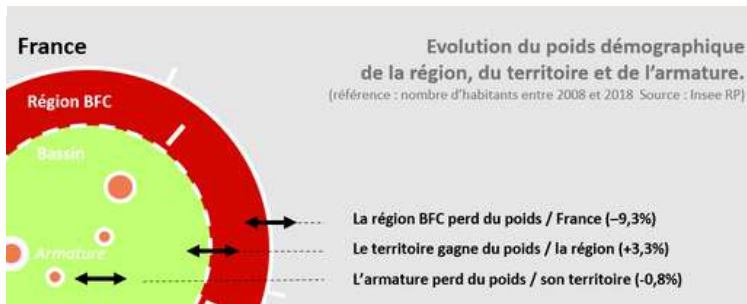 France
Evolution du poids démographique
de la région, du territoire et de l'armature.
(référence : nombre d'habitants entre 2008 et 2018 Source : Insee RP)
Région BFC
Bassin
Armature
La région BFC perd du poids / France (–9,3%)
Le territoire gagne du poids / la région (+3,3%)
L'armature perd du poids / son territoire (-0,8%)